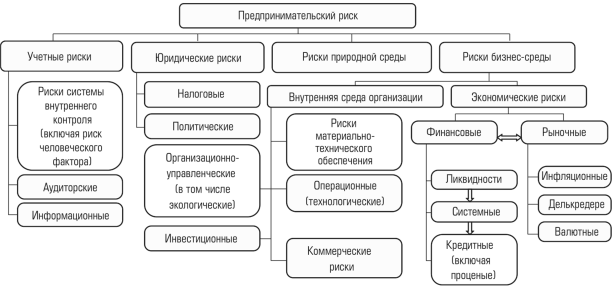 Предпринимательский риск
Учетные риски
Юридические риски
Риски природной среды
Риски бизнес-среды
Риски системы
внутреннего
контроля
(включая риск
человеческого
фактора)
Аудиторские
Информационные
Налоговые
Политические
Организационно-
управленческие
(в том числе
экологические)
Инвестиционные
Внутренняя среда организации
Риски
материально-
технического
обеспечения
Операционные
(технологические)
Коммерческие
риски
Экономические риски
Финансовые
Рыночные
Ликвидности
Системные
Кредитные
(включая
проценые)
Инфляционные
Делькредере
Валютные